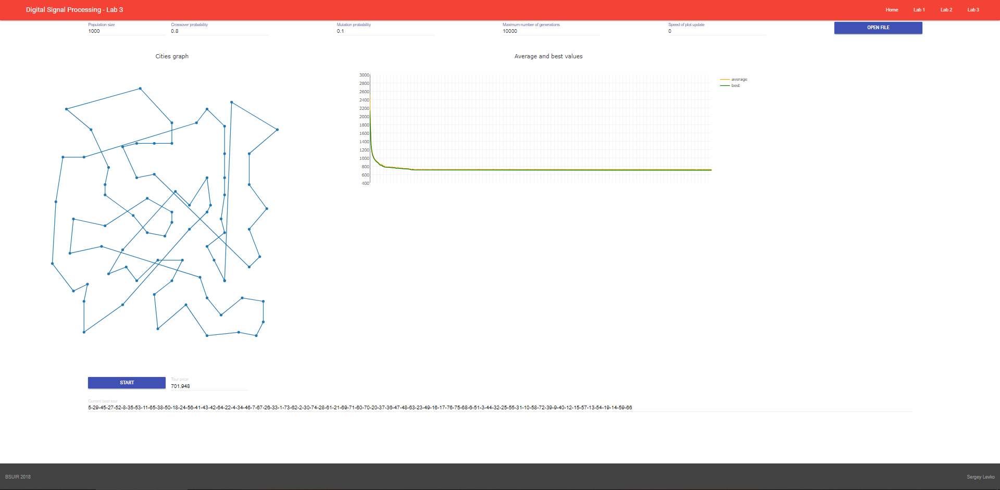 Digital Signal Processing - Lab 3
Home Lab 1 Lab 2 Lab 3
Population size
1000
Crossover probability
0.8
Mutation probability
0.1
Maximum number of generations
10000
Speed of plot update
0
OPEN FILE
Cities graph
Average and best values
3000
2800
2600
2400
2200
2000
1800
1600
1400
1200
1000
800
600
400
average
best
START
Tour price
701.948
Current best tour
5-29-45-27-52-8-35-53-11-65-38-50-18-24-56-41-43-42-64-22-4-34-46-7-67-26-33-1-73-62-2-30-74-28-61-21-69-71-60-70-20-37-36-47-48-63-23-49-16-17-76-75-68-6-51-3-44-32-25-55-31-10-58-72-39-9-40-12-15-57-13-54-19-14-59-66
BSUIR 2018
Sergey Levko